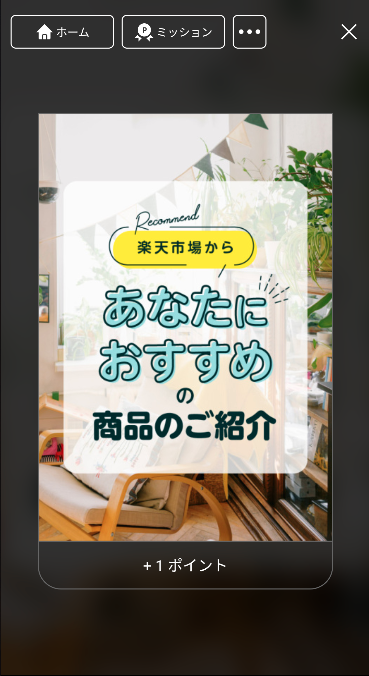 ホーム
ミッション
Recommend
楽天市場から
あなたに
おすすめ
の
商品のご紹介
+1 ポイント